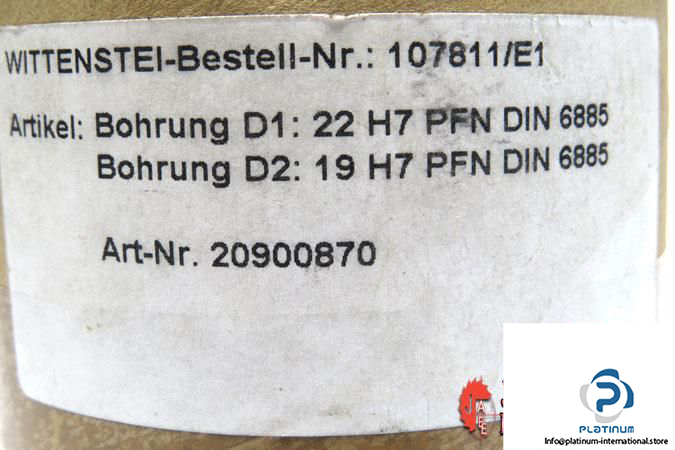 WITTENSTEI-Bestell-Nr.: 107811/E1
Artikel: Bohrung D1: 22 H7 PFN DIN 6885
Bohrung D2: 19 H7 PFN DIN 6885
Art-Nr. 20900870
PLATINUM
Info@platinum-international.store